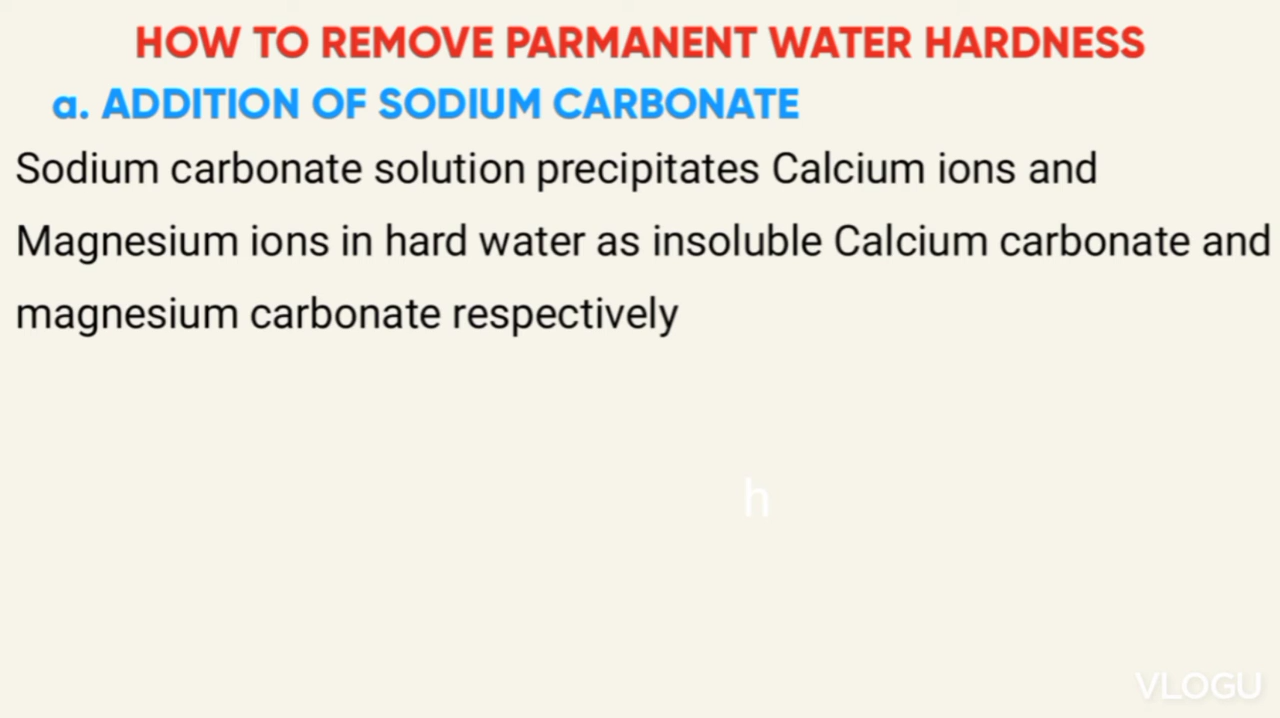 HOW TO REMOVE PARMANENT WATER HARDNESS
a. ADDITION OF SODIUM CARBONATE
Sodium carbonate solution precipitates Calcium ions and
Magnesium ions in hard water as insoluble Calcium carbonate and
magnesium carbonate respectively
h
VLOGU